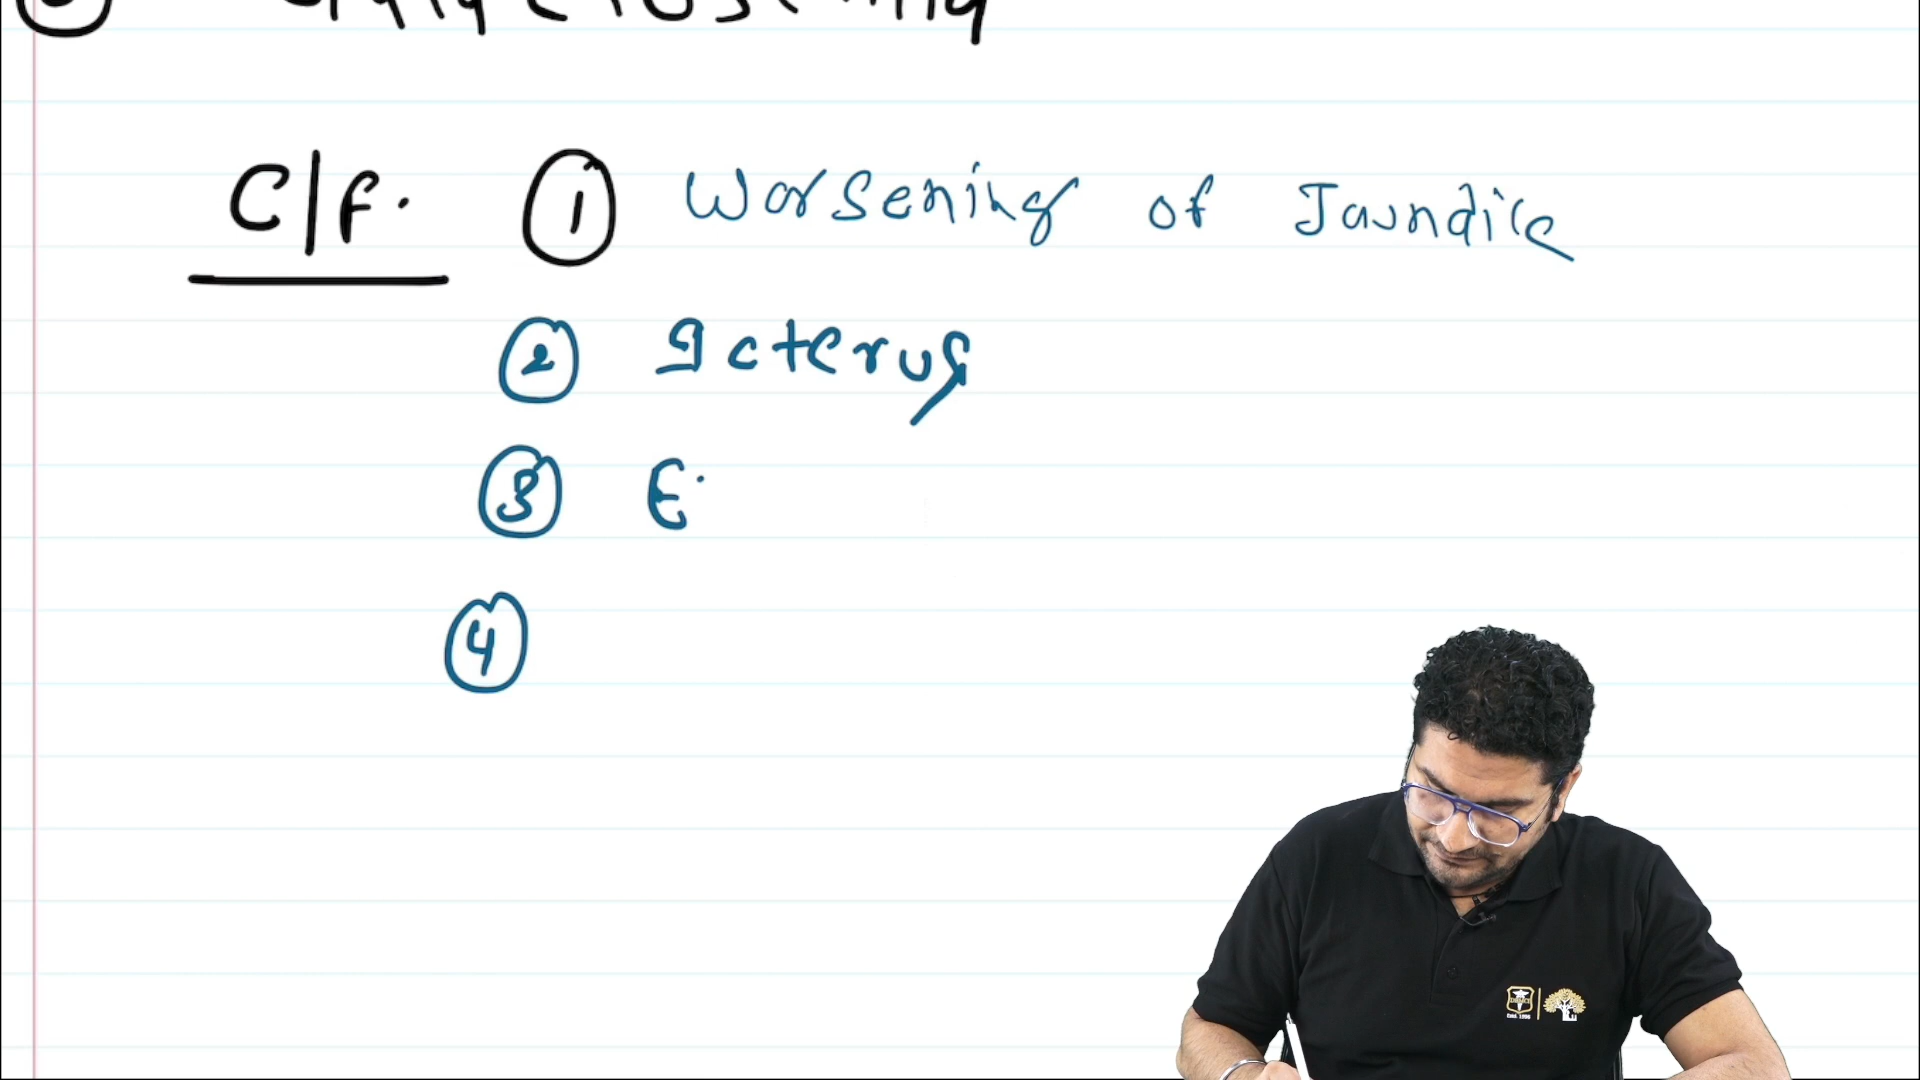 C/f. ① Worsening of Jaundice
② Icterus
③ E
④